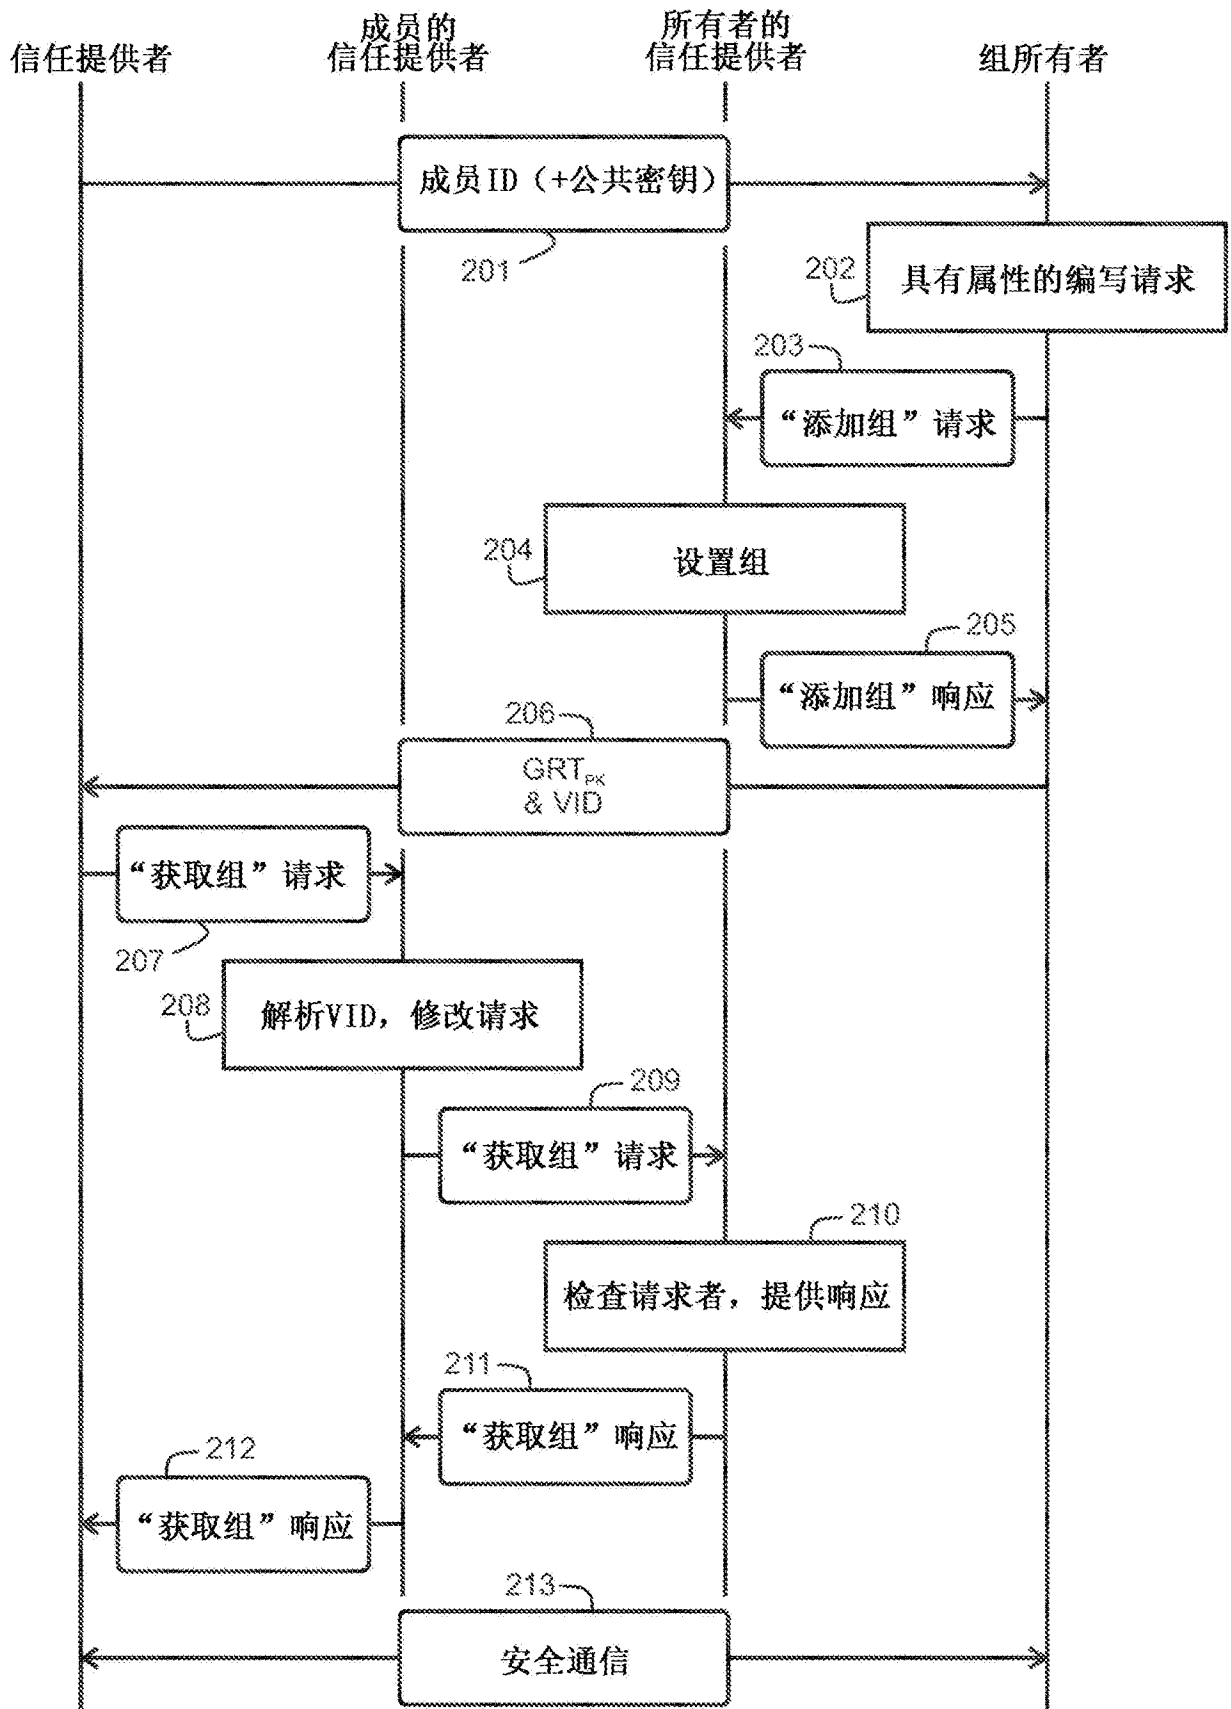 信任提供者
成员的
信任提供者
所有者的
信任提供者
组所有者
成员ID（+公共密钥）
201
202
具有属性的编写请求
203
“添加组”请求
204
设置组
205
“添加组”响应
206
GRTPK
& VID
“获取组”请求
207
208
解析VID，修改请求
209
“获取组”请求
210
检查请求者，提供响应
211
“获取组”响应
212
“获取组”响应
213
安全通信